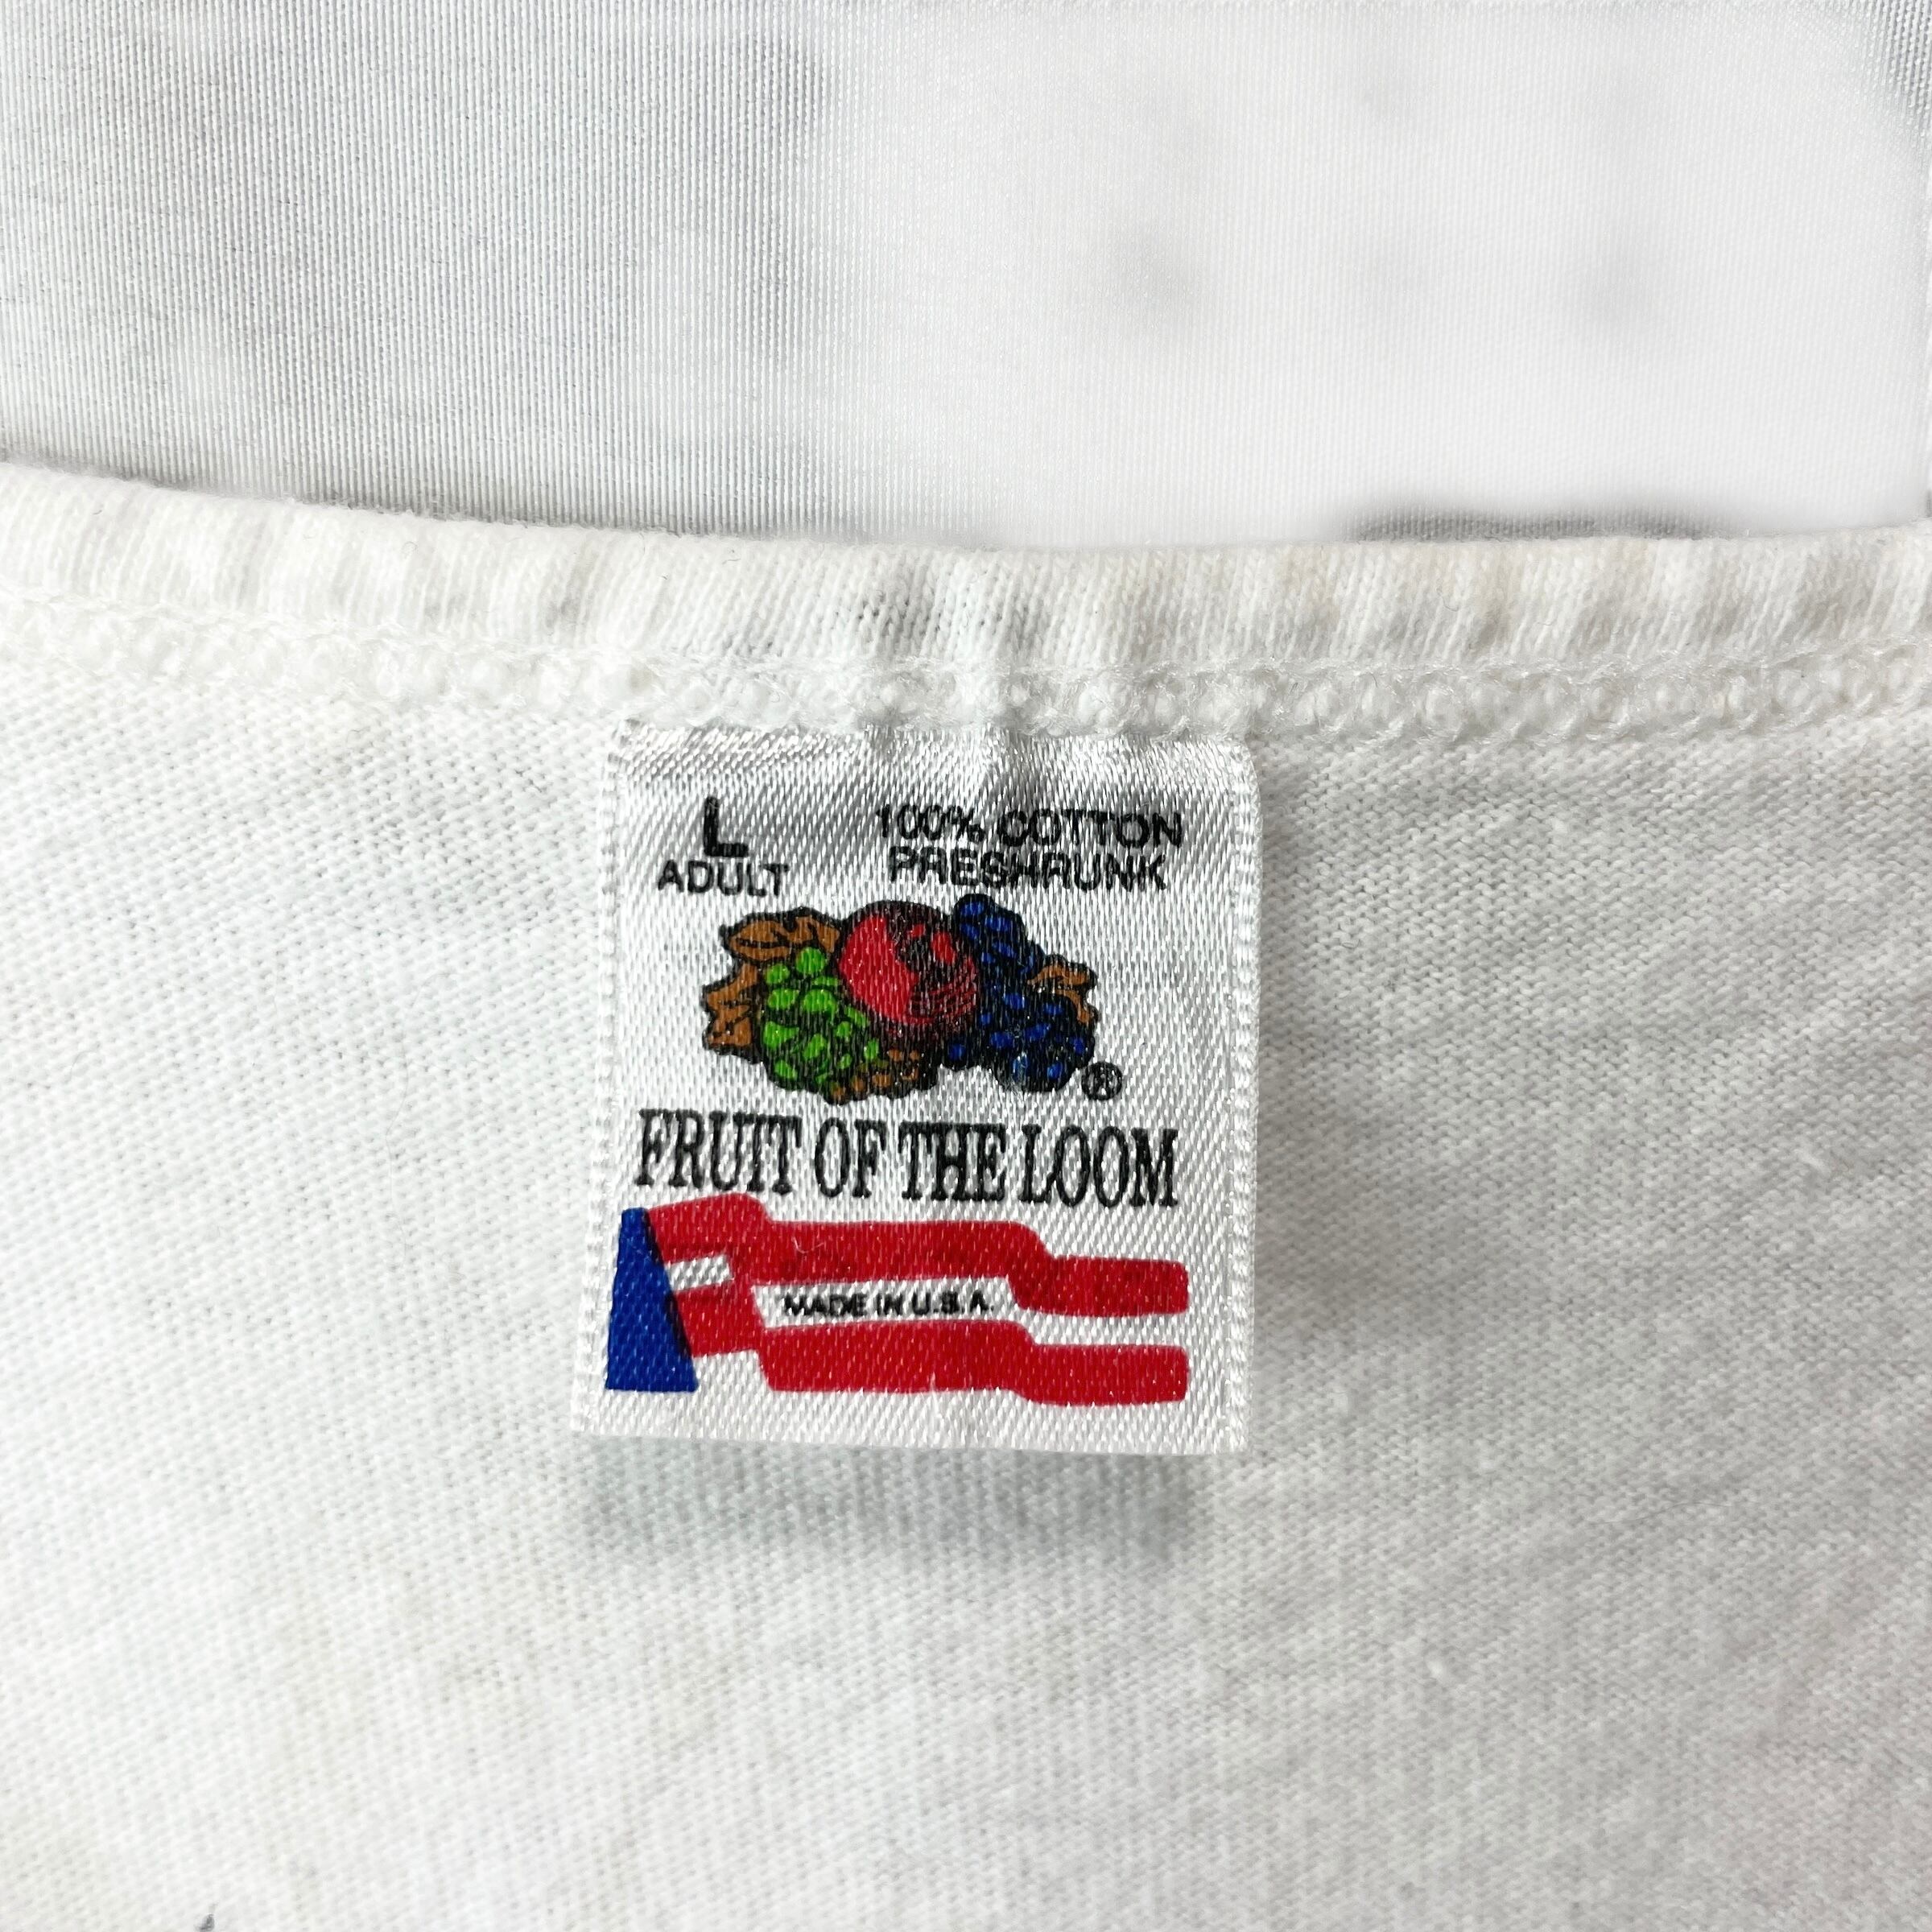 L
ADULT
100% COTTON
PRESHRUNK
®
FRUIT OF THE LOOM
MADE IN U.S.A.